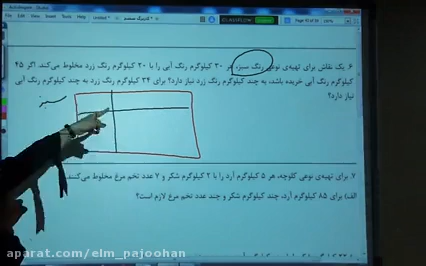 Untitled
۶. یک نقاش برای تهیه‌ی نوعی رنگ سبز، هر ۳۰ کیلوگرم رنگ آبی را با ۲۰ کیلوگرم رنگ زرد مخلوط می‌کند. اگر ۴۵
کیلوگرم رنگ آبی خریده باشد، به چند کیلوگرم رنگ زرد نیاز دارد؟ برای ۳۴ کیلوگرم رنگ زرد به چند کیلوگرم رنگ آبی
نیاز دارد؟
سبز
۷. برای تهیه‌ی نوعی کلوچه، هر ۵ کیلوگرم آرد را با ۲ کیلوگرم شکر و ۷ عدد تخم مرغ مخلوط می‌کنند.
الف) برای ۸۵ کیلوگرم آرد، چند کیلوگرم شکر و چند عدد تخم مرغ لازم است؟
aparat.com/elm_pajoohan